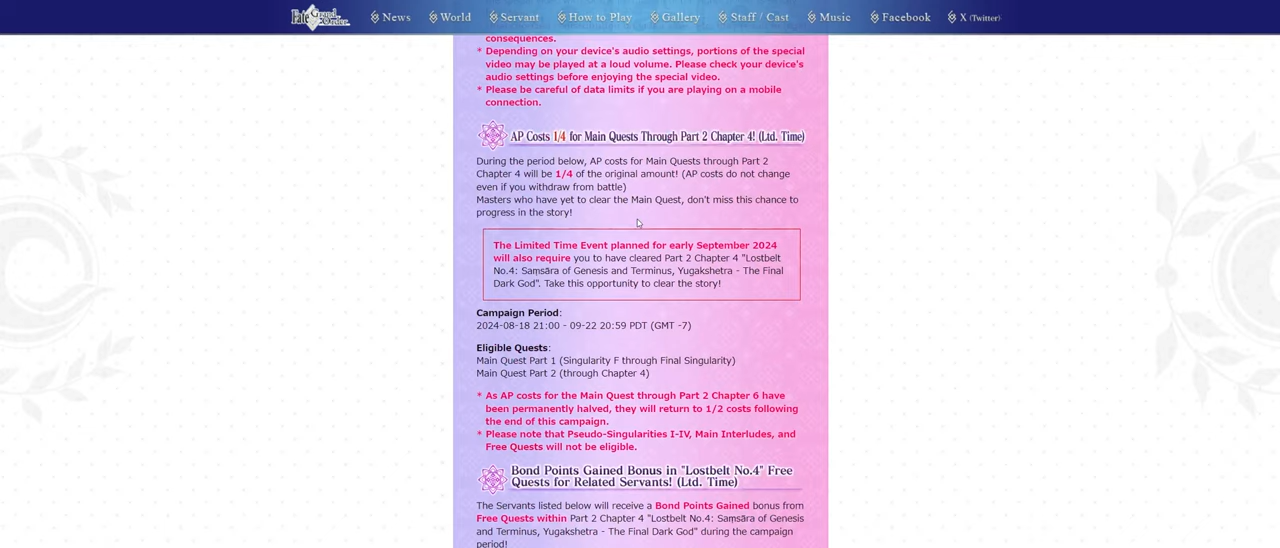 Fate Grand Order News World Servant How to Play Gallery Staff / Cast Music Facebook X (Twitter)
consequences.
* Depending on your device's audio settings, portions of the special
video may be played at a loud volume. Please check your device's
audio settings before enjoying the special video.
* Please be careful of data limits if you are playing on a mobile
connection.
AP Costs 1/4 for Main Quests Through Part 2 Chapter 4! (Ltd. Time)
During the period below, AP costs for Main Quests through Part 2
Chapter 4 will be 1/4 of the original amount! (AP costs do not change
even if you withdraw from battle)
Masters who have yet to clear the Main Quest, don't miss this chance to
progress in the story!
The Limited Time Event planned for early September 2024
will also require you to have cleared Part 2 Chapter 4 "Lostbelt
No.4: Saṃsāra of Genesis and Terminus, Yugakshetra - The Final
Dark God". Take this opportunity to clear the story!
Campaign Period:
2024-08-18 21:00 - 09-22 20:59 PDT (GMT -7)
Eligible Quests:
Main Quest Part 1 (Singularity F through Final Singularity)
Main Quest Part 2 (through Chapter 4)
* As AP costs for the Main Quest through Part 2 Chapter 6 have
been permanently halved, they will return to 1/2 costs following
the end of this campaign.
* Please note that Pseudo-Singularities I-IV, Main Interludes, and
Free Quests will not be eligible.
Bond Points Gained Bonus in "Lostbelt No.4" Free
Quests for Related Servants! (Ltd. Time)
The Servants listed below will receive a Bond Points Gained bonus from
Free Quests within Part 2 Chapter 4 "Lostbelt No.4: Saṃsāra of Genesis
and Terminus, Yugakshetra - The Final Dark God" during the campaign
period!